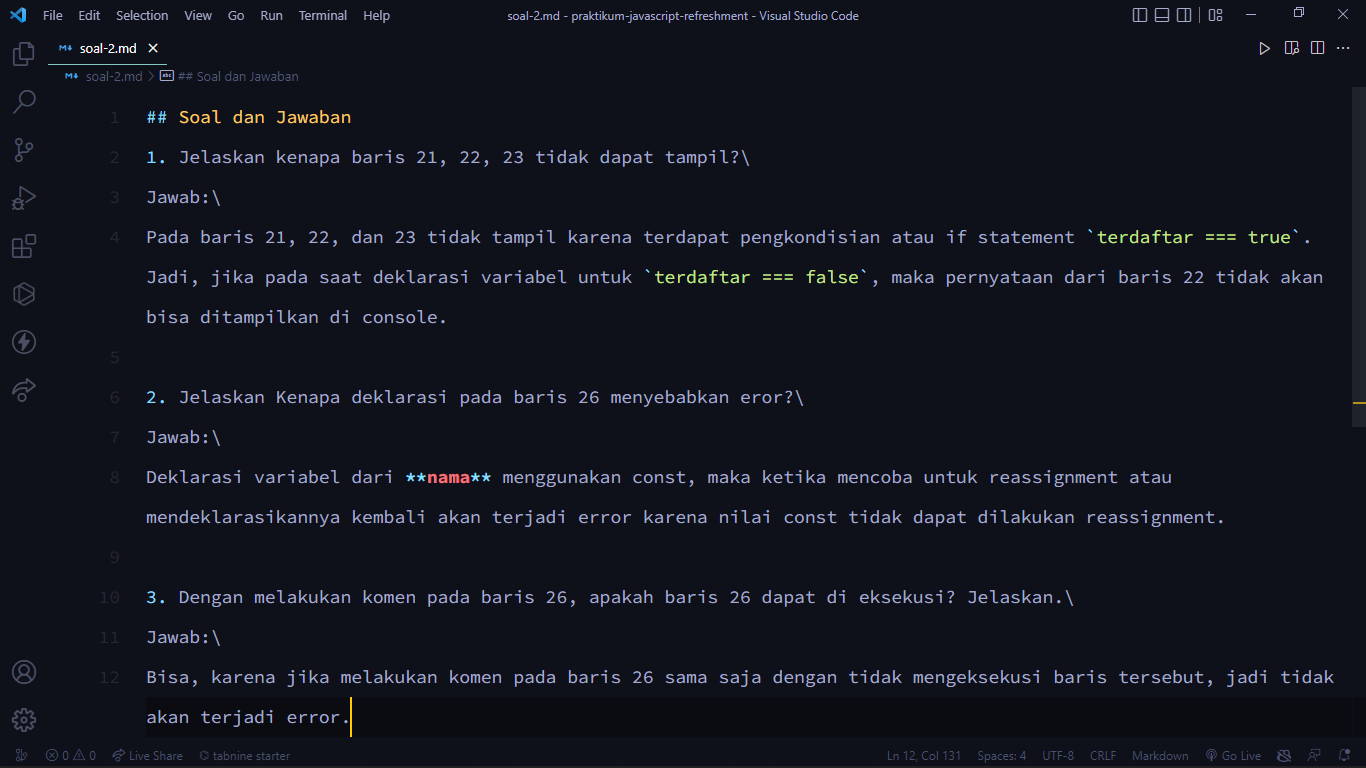 File Edit Selection View Go Run Terminal Help soal-2.md - praktikum-javascript-refreshment - Visual Studio Code
soal-2.md
soal-2.md > ## Soal dan Jawaban
1 ## Soal dan Jawaban
2 1. Jelaskan kenapa baris 21, 22, 23 tidak dapat tampil?\
3 Jawab:\
4 Pada baris 21, 22, dan 23 tidak tampil karena terdapat pengkondisian atau if statement `terdaftar === true`.
Jadi, jika pada saat deklarasi variabel untuk `terdaftar === false`, maka pernyataan dari baris 22 tidak akan
bisa ditampilkan di console.
5
6 2. Jelaskan Kenapa deklarasi pada baris 26 menyebabkan eror?\
7 Jawab:\
8 Deklarasi variabel dari **nama** menggunakan const, maka ketika mencoba untuk reassignment atau
mendeklarasikannya kembali akan terjadi error karena nilai const tidak dapat dilakukan reassignment.
9
10 3. Dengan melakukan komen pada baris 26, apakah baris 26 dapat di eksekusi? Jelaskan.\
11 Jawab:\
12 Bisa, karena jika melakukan komen pada baris 26 sama saja dengan tidak mengeksekusi baris tersebut, jadi tidak
akan terjadi error.
0 0 Live Share tabnine starter Ln 12, Col 131 Spaces: 4 UTF-8 CRLF Markdown Go Live